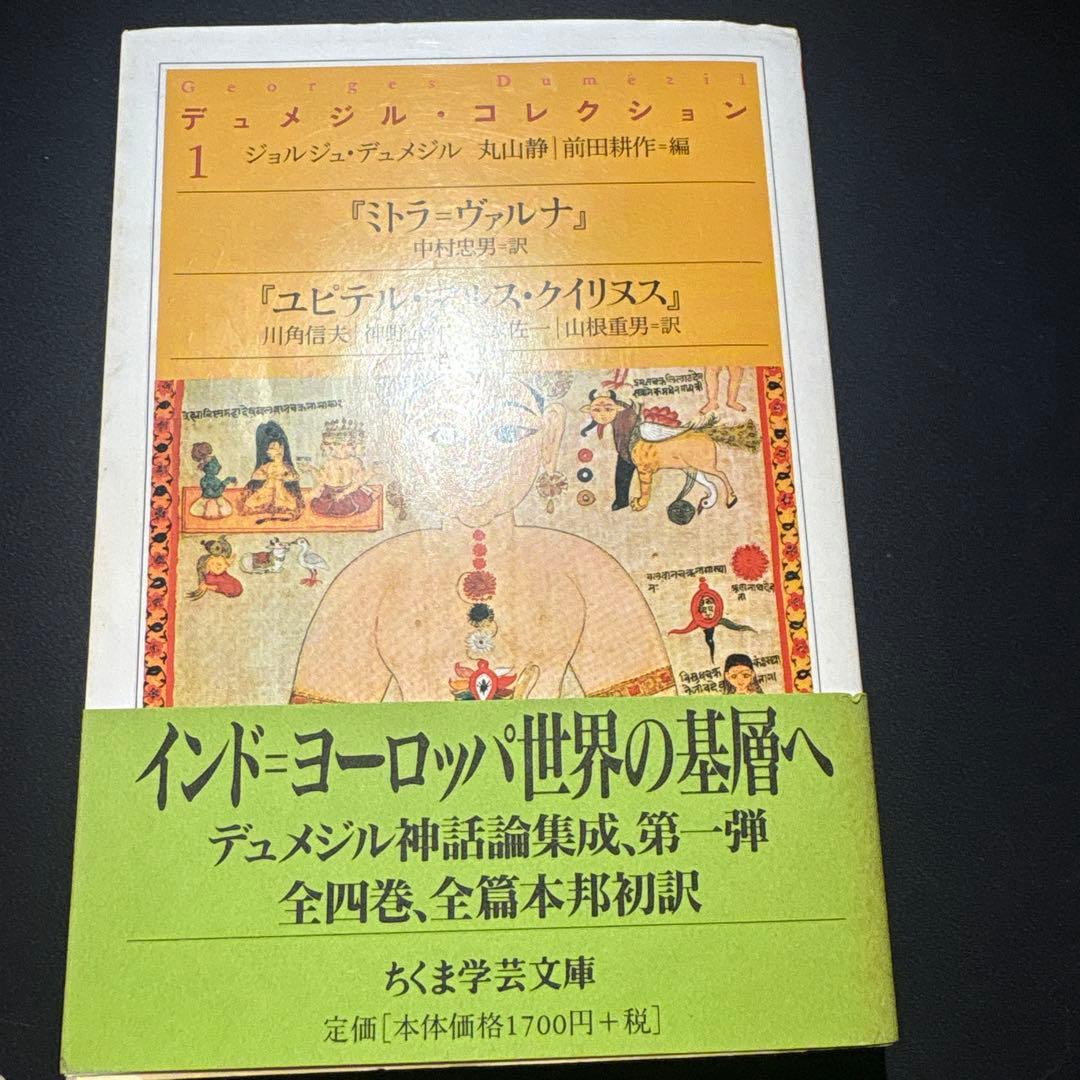 Georges Dumézil
デュメジル・コレクション
1 ジョルジュ・デュメジル 丸山静|前田耕作=編
『ミトラ=ヴァルナ』
中村忠男=訳
『ユピテル・マルス・クイリヌス』
川角信夫|神野 佐一|山根重男=訳
インド=ヨーロッパ世界の基層へ
デュメジル神話論集成、第一弾
全四巻、全篇本邦初訳
ちくま学芸文庫
定価[本体価格1700円+税]